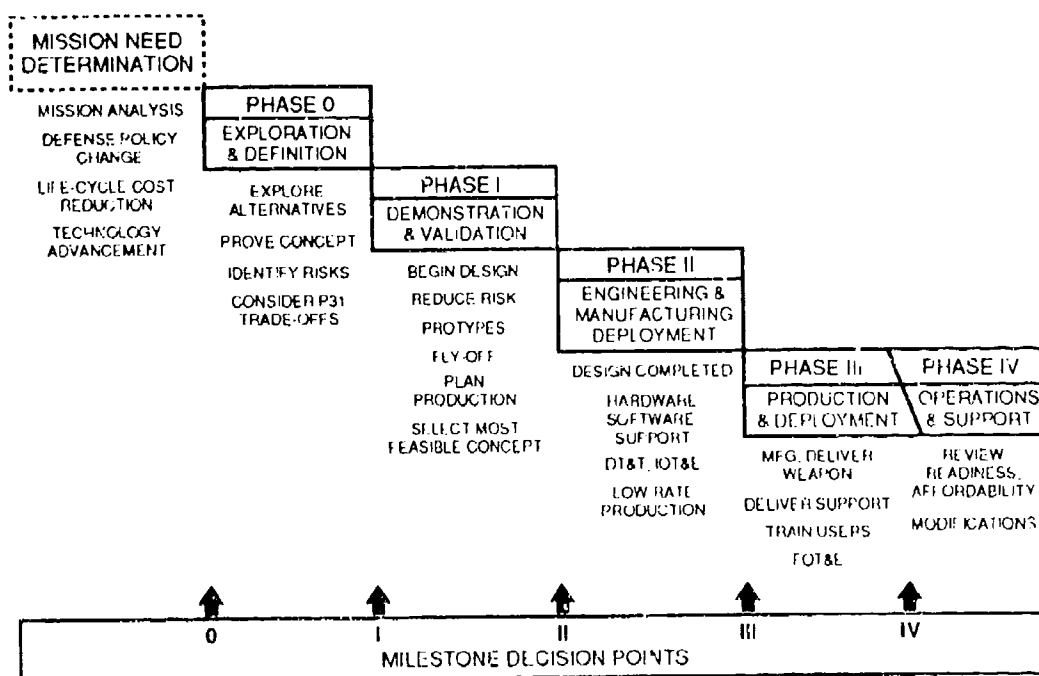 MISSION NEED
DETERMINATION
MISSION ANALYSIS
DEFENSE POLICY
CHANGE
LIFE-CYCLE COST
REDUCTION
TECHNOLOGY
ADVANCEMENT
PHASE 0
EXPLORATION
& DEFINITION
EXPLORE
ALTERNATIVES
PROVE CONCEPT
IDENTIFY RISKS
CONSIDER P3I
TRADE-OFFS
PHASE I
DEMONSTRATION
& VALIDATION
BEGIN DESIGN
REDUCE RISK
PROTYPES
FLY-OFF
PLAN
PRODUCTION
SELECT MOST
FEASIBLE CONCEPT
PHASE II
ENGINEERING &
MANUFACTURING
DEPLOYMENT
DESIGN COMPLETED
HARDWARE
SOFTWARE
SUPPORT
DT&T, IOT&E
LOW RATE
PRODUCTION
PHASE III
PRODUCTION
& DEPLOYMENT
MFG, DELIVER
WEAPON
DELIVER SUPPORT
TRAIN USERS
FOT&E
PHASE IV
OPERATIONS
& SUPPORT
REVIEW
READINESS,
AFFORDABILITY
MODIFICATIONS
0 I II III IV
MILESTONE DECISION POINTS